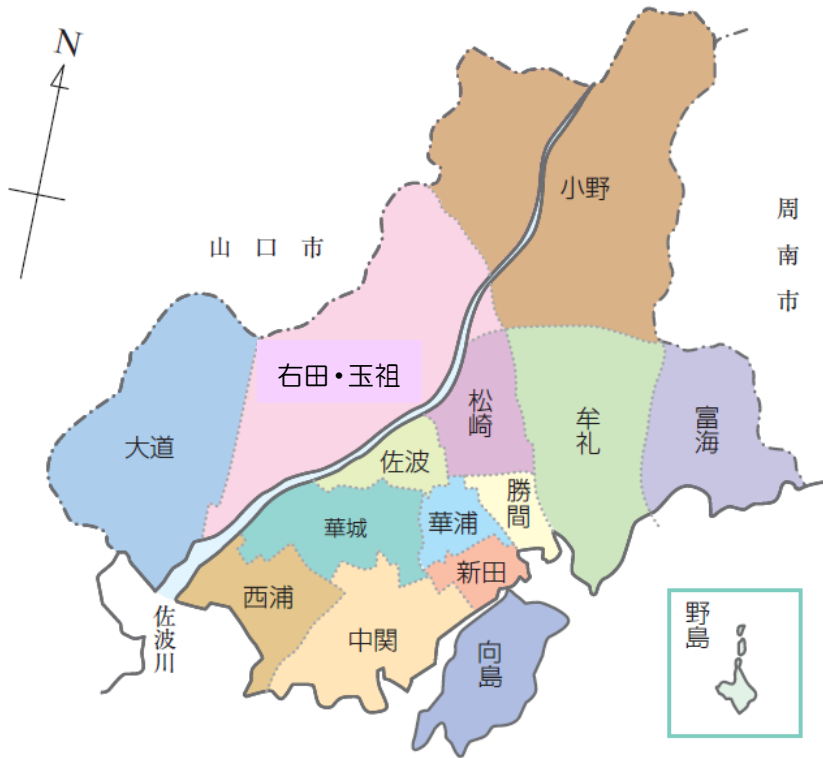 N
小野
周南市
山口市
右田・玉祖
松崎
牟礼
富海
大道
佐波
勝間
華城
華浦
新田
西浦
中関
佐波川
向島
野島